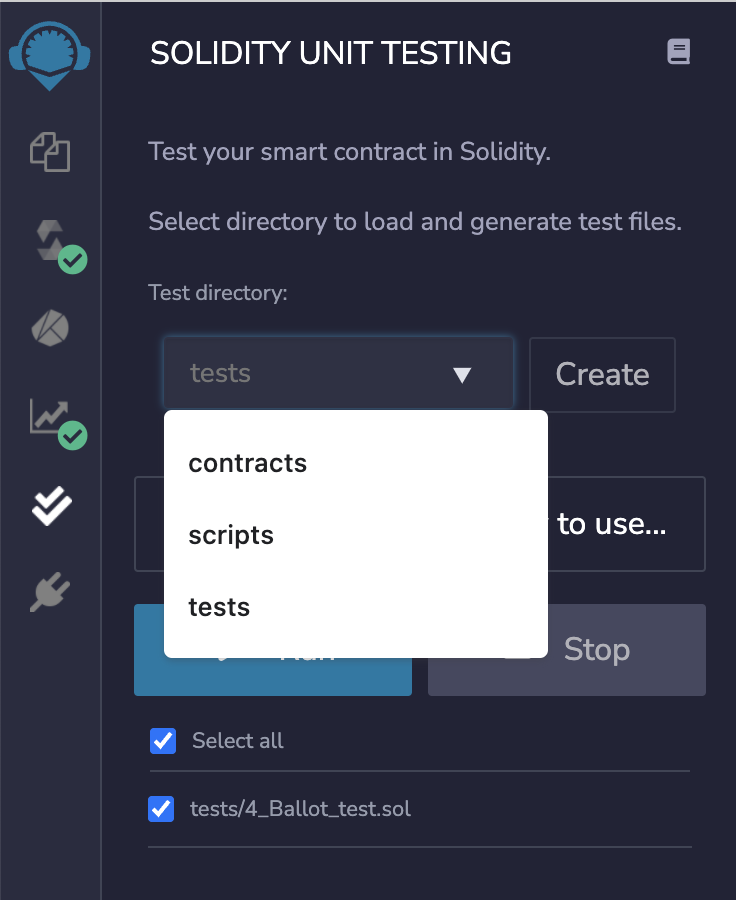 SOLIDITY UNIT TESTING
Test your smart contract in Solidity.
Select directory to load and generate test files.
Test directory:
tests
Create
contracts
scripts
tests
to use...
Stop
Select all
tests/4_Ballot_test.sol